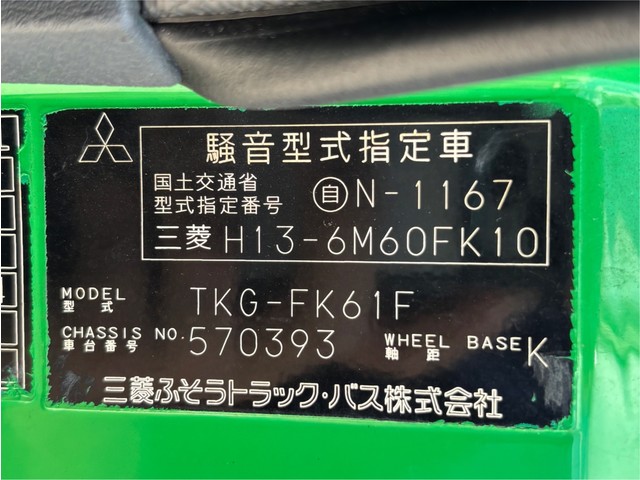 騒音型式指定車
国土交通省
型式指定番号 自 N-1167
三菱 H13-6M60FK10
MODEL
型式 TKG-FK61F
CHASSIS NO. 570393 WHEEL BASE K
車台番号 軸距
三菱ふそうトラック・バス株式会社